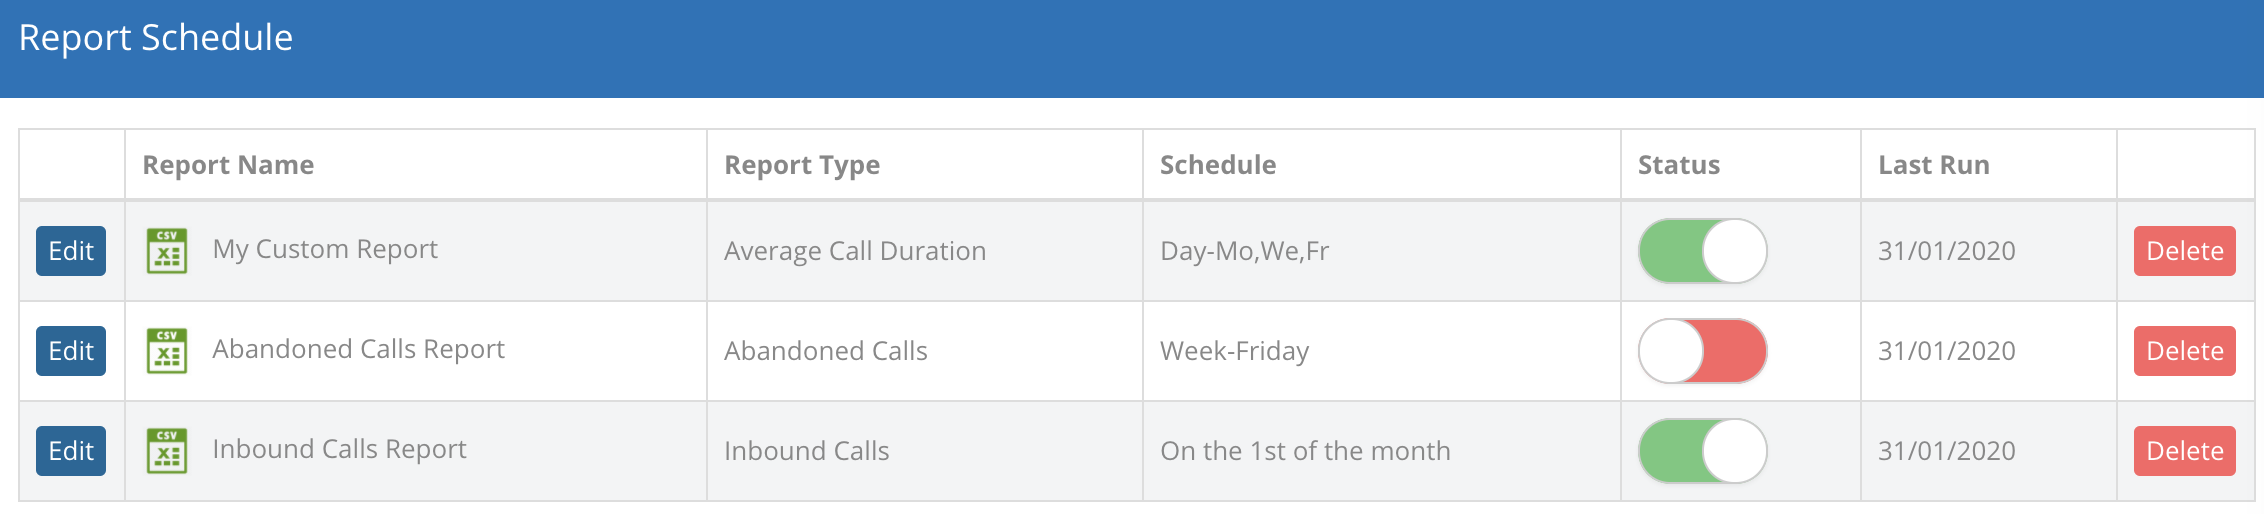 Report Schedule
Report Name Report Type Schedule Status Last Run
Edit CSV My Custom Report Average Call Duration Day-Mo,We,Fr 31/01/2020 Delete
Edit CSV Abandoned Calls Report Abandoned Calls Week-Friday 31/01/2020 Delete
Edit CSV Inbound Calls Report Inbound Calls On the 1st of the month 31/01/2020 Delete